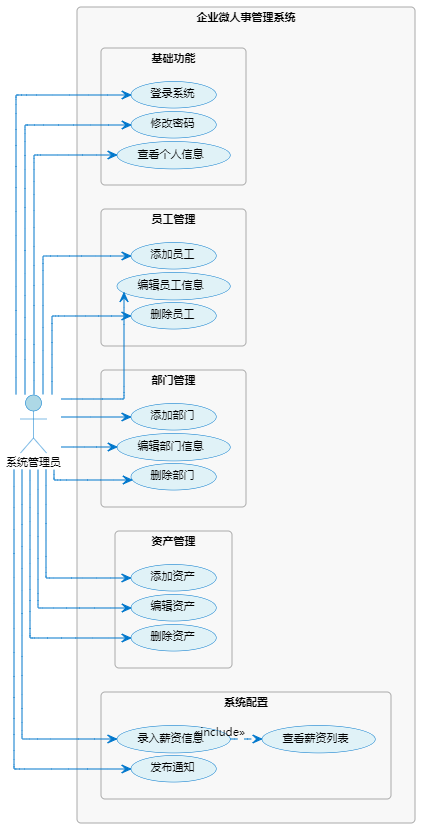 企业微人事管理系统
基础功能
登录系统
修改密码
查看个人信息
员工管理
添加员工
编辑员工信息
删除员工
部门管理
添加部门
编辑部门信息
删除部门
系统管理员
资产管理
添加资产
编辑资产
删除资产
系统配置
录入薪资信息
«include»
查看薪资列表
发布通知